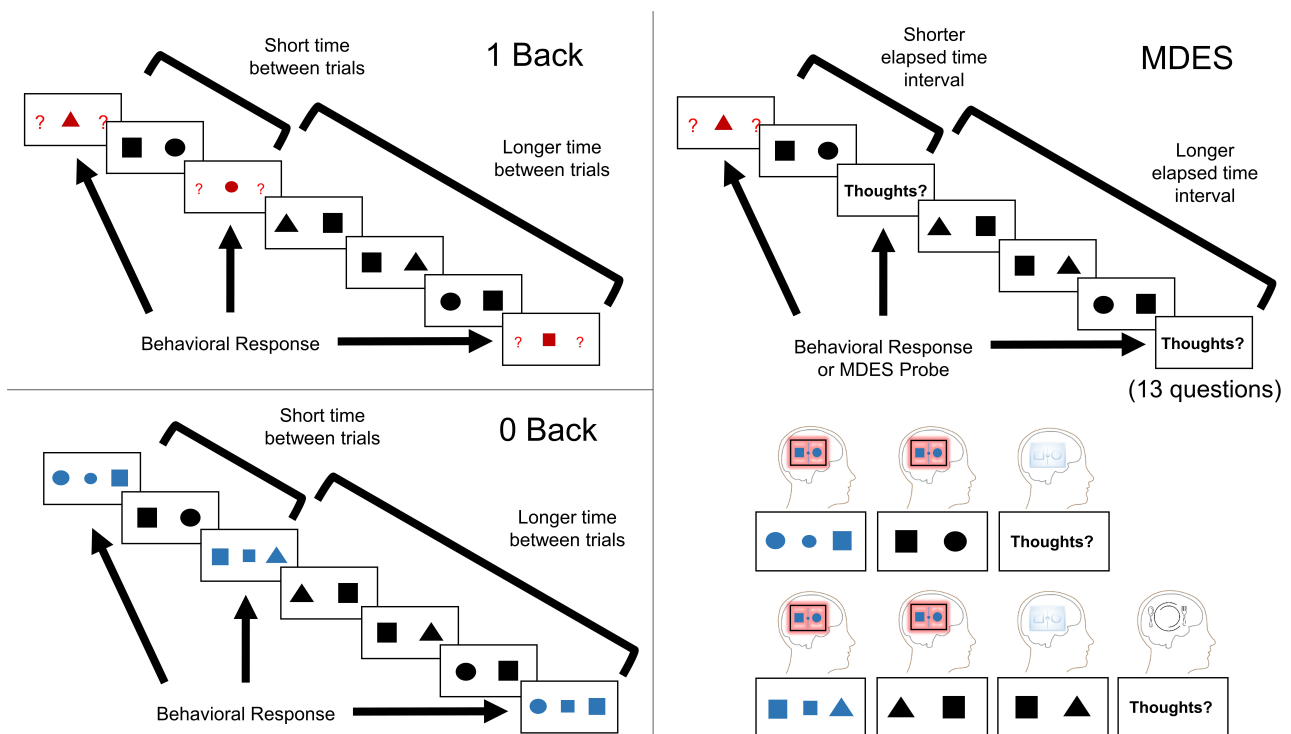 1 Back
Short time
between trials
Longer time
between trials
? ?
? ?
? ?
Behavioral Response
0 Back
Short time
between trials
Longer time
between trials
Behavioral Response
MDES
Shorter
elapsed time
interval
Longer
elapsed time
interval
? ?
Thoughts?
Thoughts?
Behavioral Response
or MDES Probe
(13 questions)
Thoughts?
Thoughts?